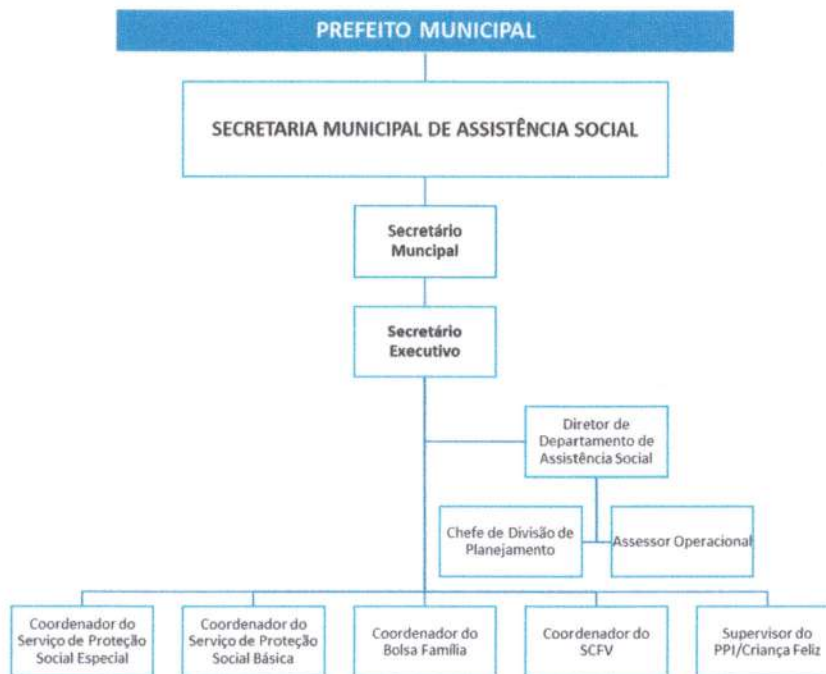 PREFEITO MUNICIPAL
SECRETARIA MUNICIPAL DE ASSISTÊNCIA SOCIAL
Secretário
Muncipal
Secretário
Executivo
Diretor de
Departamento de
Assistência Social
Chefe de Divisão de
Planejamento
Assessor Operacional
Coordenador do
Serviço de Proteção
Social Especial
Coordenador do
Serviço de Proteção
Social Básica
Coordenador do
Bolsa Família
Coordenador do
SCFV
Supervisor do
PPI/Criança Feliz